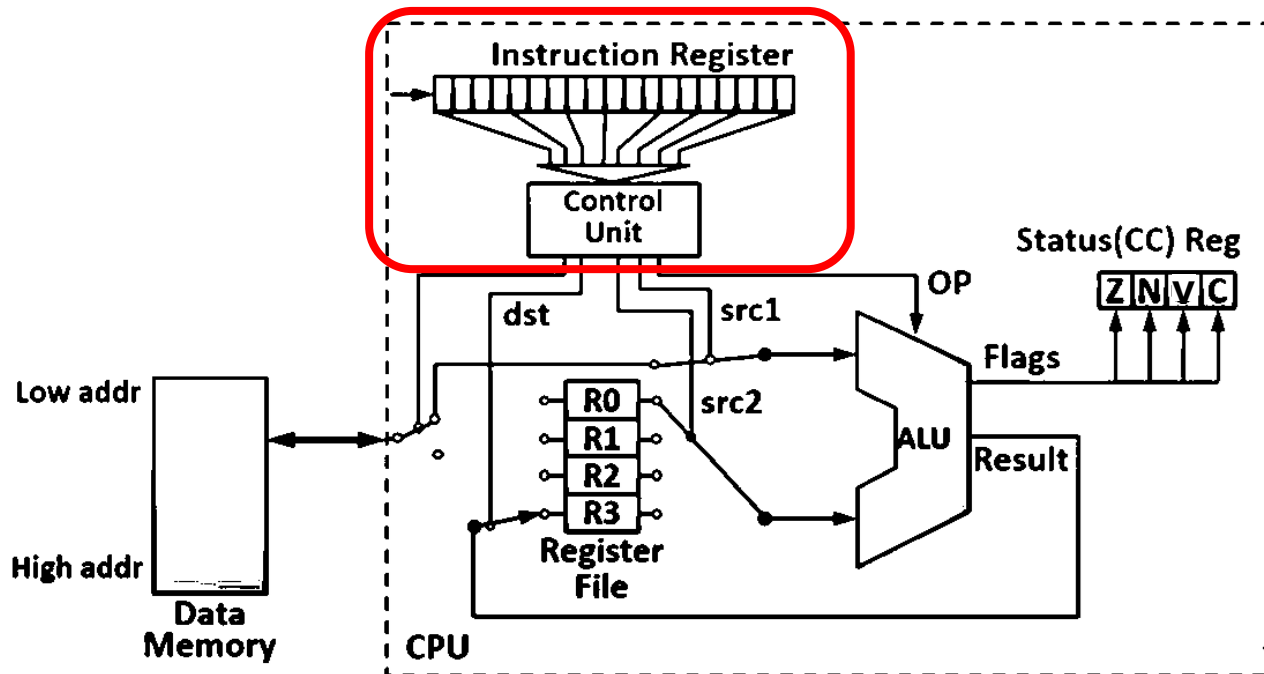 Instruction Register
Control
Unit
Status(CC) Reg
Z N V C
OP
dst
src1
Flags
Low addr
R0
src2
R1
ALU
Result
R2
R3
Register
File
High addr
Data
Memory
CPU